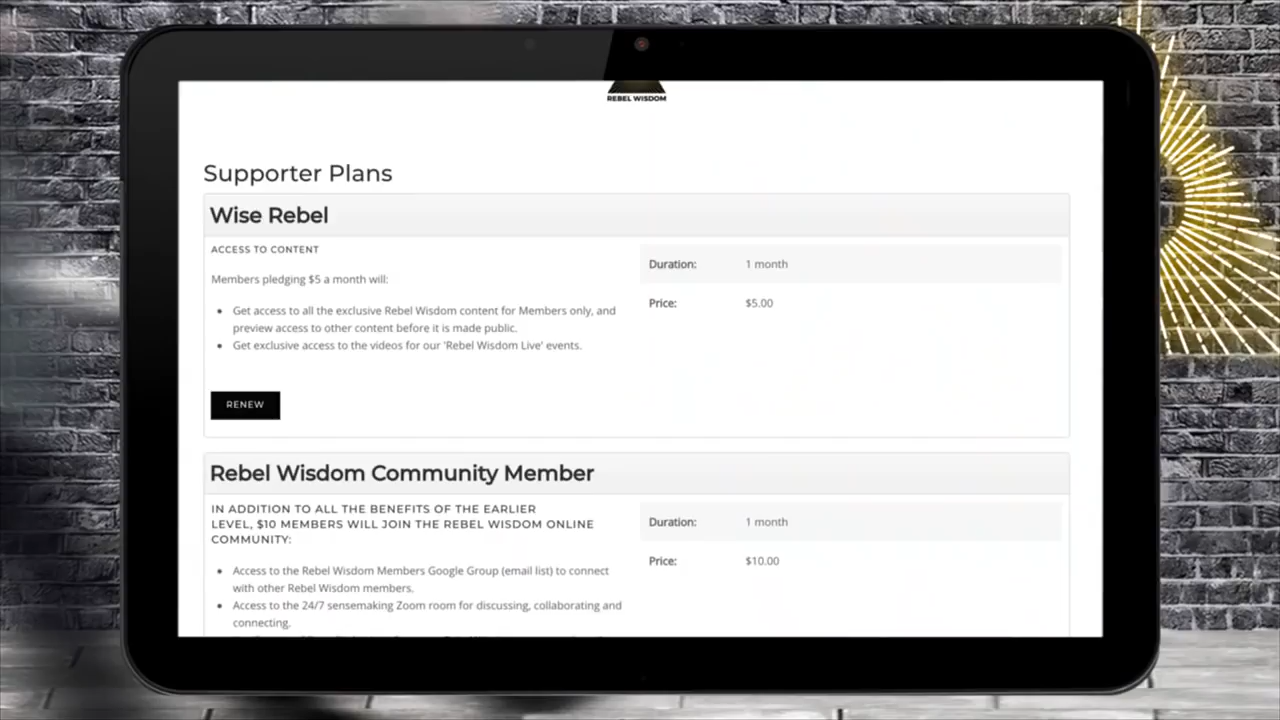 REBEL WISDOM
Supporter Plans
Wise Rebel
ACCESS TO CONTENT
Members pledging $5 a month will:
Get access to all the exclusive Rebel Wisdom content for Members only, and
preview access to other content before it is made public.
Get exclusive access to the videos for our 'Rebel Wisdom Live' events.
RENEW
Duration: 1 month
Price: $5.00
Rebel Wisdom Community Member
IN ADDITION TO ALL THE BENEFITS OF THE EARLIER
LEVEL, $10 MEMBERS WILL JOIN THE REBEL WISDOM ONLINE
COMMUNITY:
Access to the Rebel Wisdom Members Google Group (email list) to connect
with other Rebel Wisdom members.
Access to the 24/7 sensemaking Zoom room for discussing, collaborating and
connecting.
Duration: 1 month
Price: $10.00